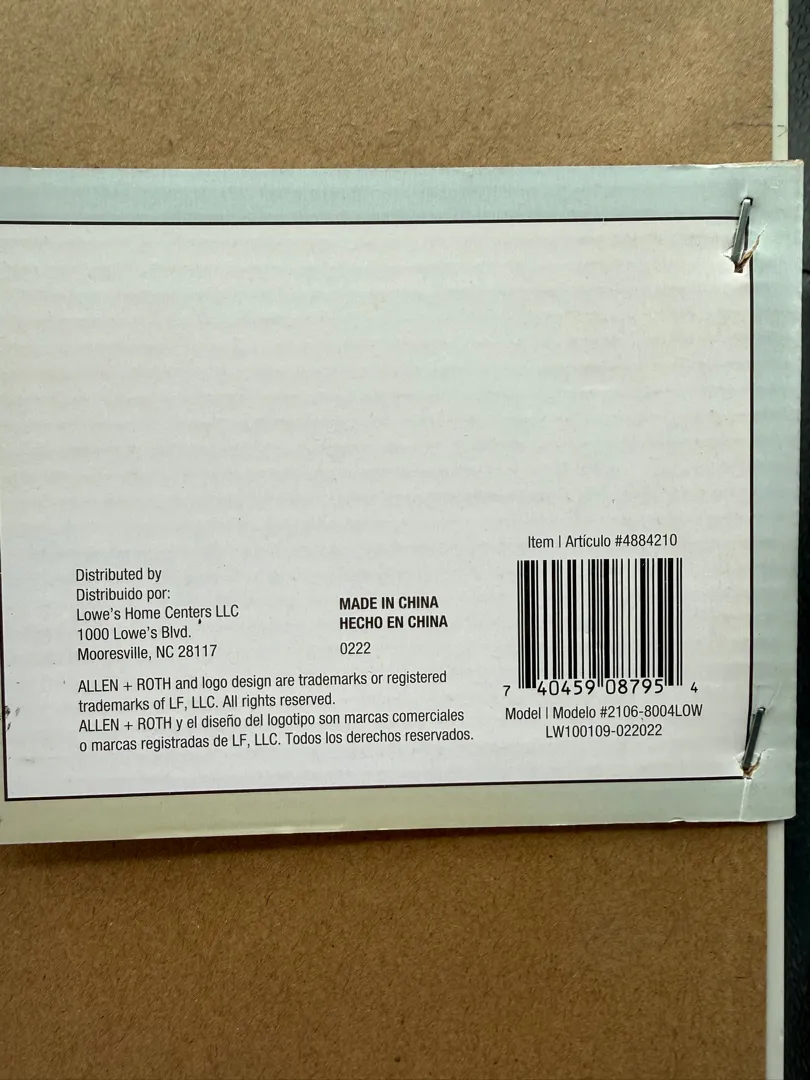 Item | Artículo #4884210
Distributed by
Distribuido por:
Lowe's Home Centers LLC
1000 Lowe's Blvd.
Mooresville, NC 28117
MADE IN CHINA
HECHO EN CHINA
0222
ALLEN + ROTH and logo design are trademarks or registered
trademarks of LF, LLC. All rights reserved.
ALLEN + ROTH y el diseño del logotipo son marcas comerciales
o marcas registradas de LF, LLC. Todos los derechos reservados.
7 40459 08795 4
Model | Modelo #2106-8004LOW
LW100109-022022